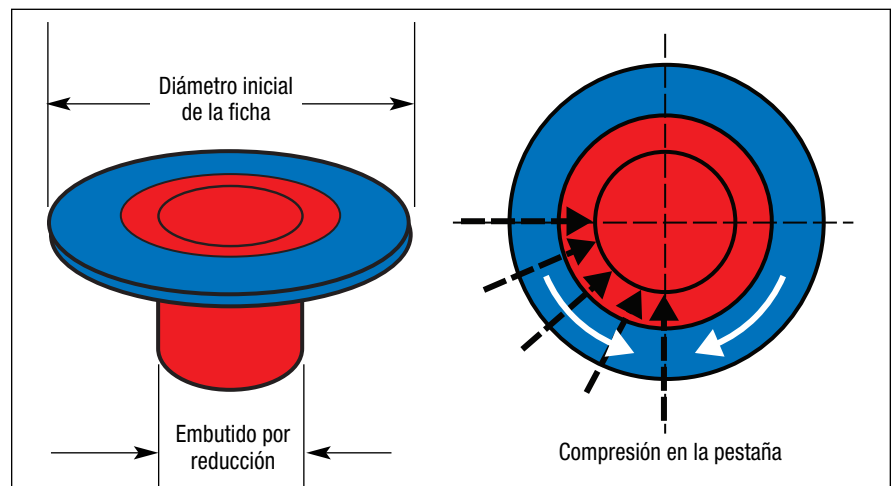 Diámetro inicial
de la ficha
Embutido por
reducción
Compresión en la pestaña